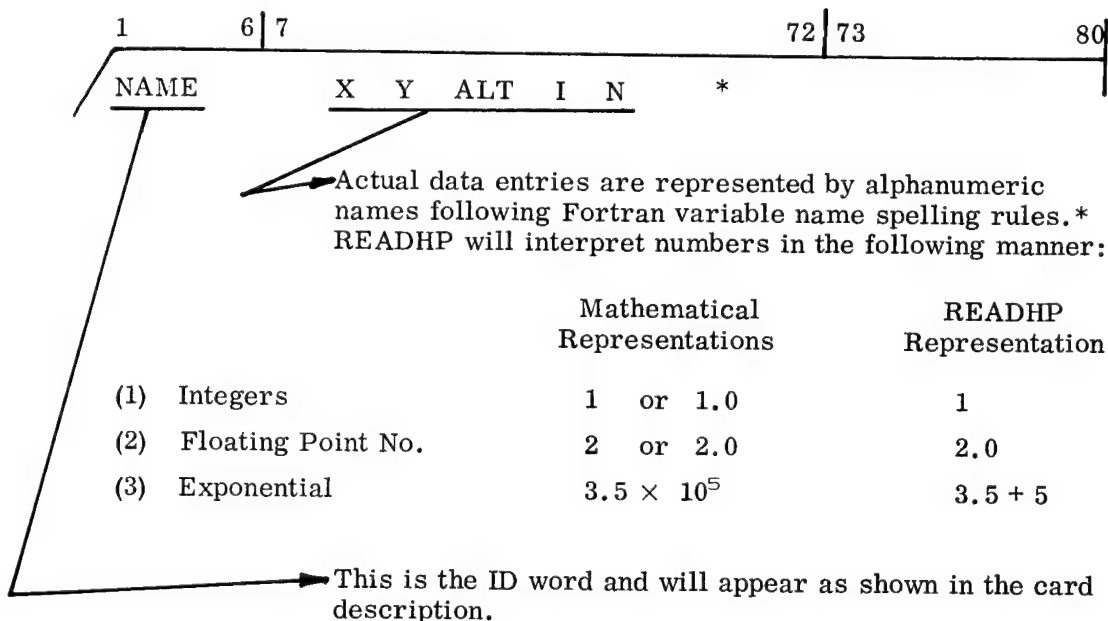 1 6 7 72 73 80
NAME X Y ALT I N *
Actual data entries are represented by alphanumeric
names following Fortran variable name spelling rules.*
READHP will interpret numbers in the following manner:
Mathematical READHP
Representations Representation
(1) Integers 1 or 1.0 1
(2) Floating Point No. 2 or 2.0 2.0
(3) Exponential 3.5 × 10⁵ 3.5 + 5
This is the ID word and will appear as shown in the card
description.